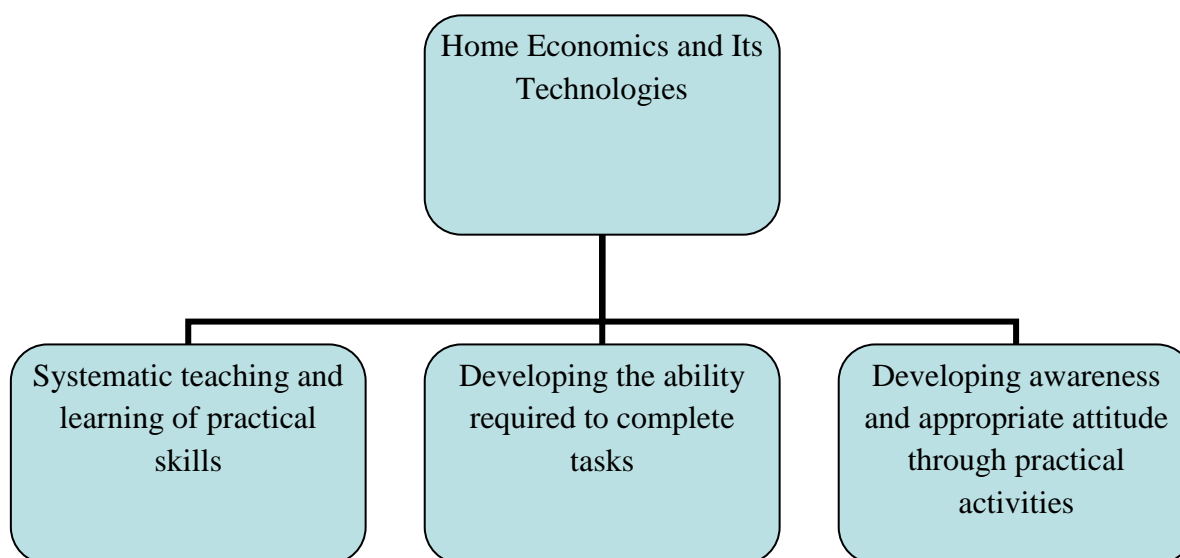 Home Economics and Its
Technologies
Systematic teaching and
learning of practical
skills
Developing the ability
required to complete
tasks
Developing awareness
and appropriate attitude
through practical
activities